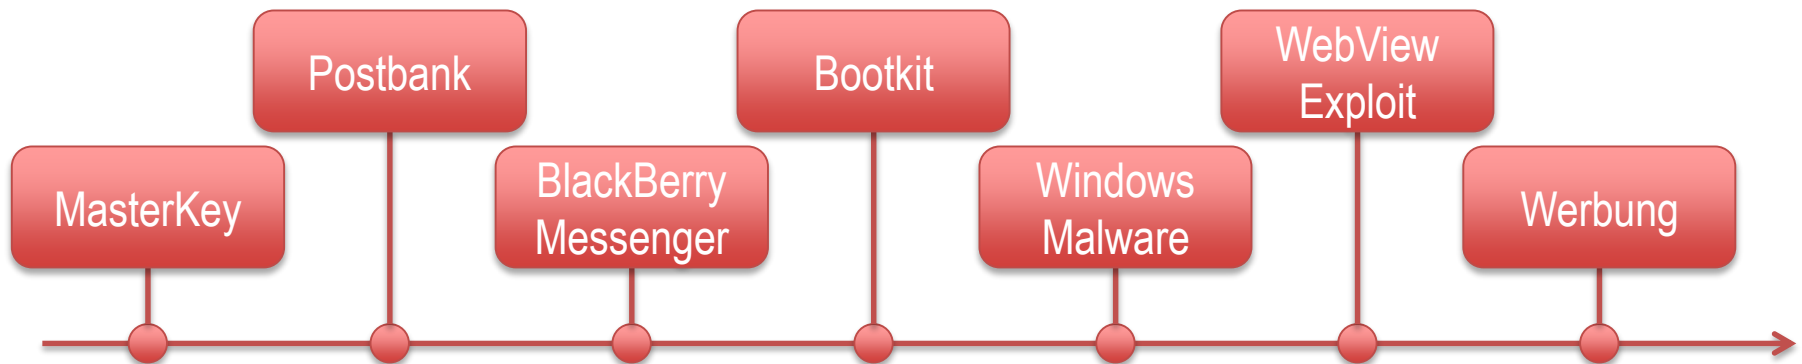 MasterKey
Postbank
BlackBerry
Messenger
Bootkit
Windows
Malware
WebView
Exploit
Werbung